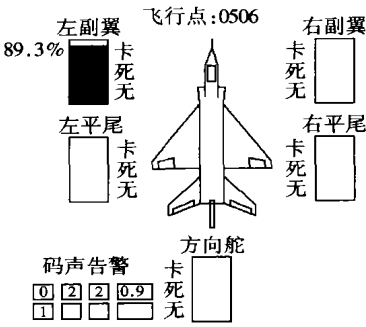 飞行点:0506
左副翼
右副翼
89.3%
卡死无
卡死无
左平尾
右平尾
卡死无
卡死无
方向舵
卡死无
码声告警
0 2 2 0.9
1